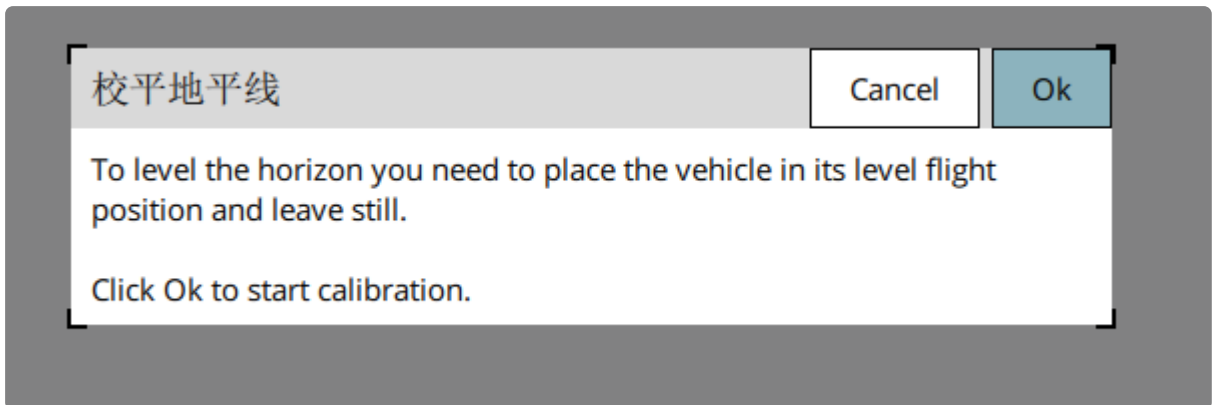 校平地平线
Cancel
Ok
To level the horizon you need to place the vehicle in its level flight
position and leave still.
Click Ok to start calibration.